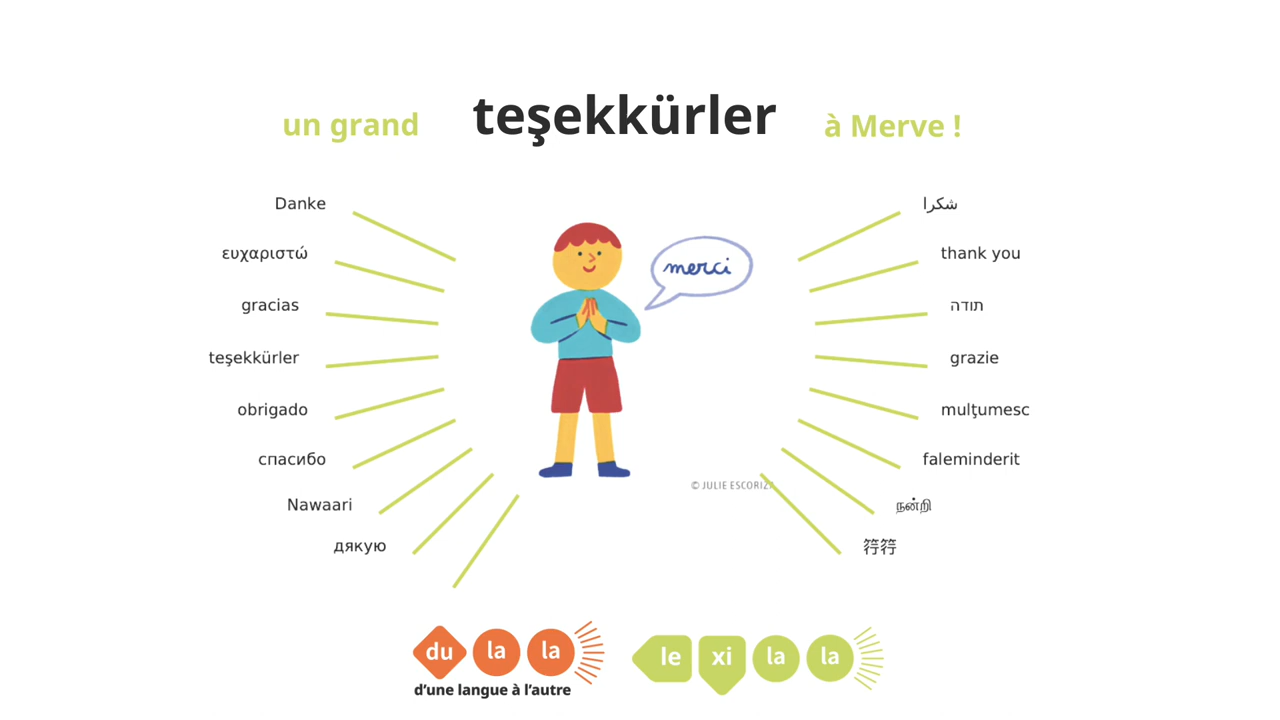 un grand teşekkürler à Merve !
Danke
ευχαριστώ
gracias
teşekkürler
obrigado
спасибо
Nawaari
дякую
merci
© JULIE ESCORIZA
شكرا
thank you
תודה
grazie
mulţumesc
faleminderit
நன்றி
du la la
d’une langue à l’autre
le xi la la